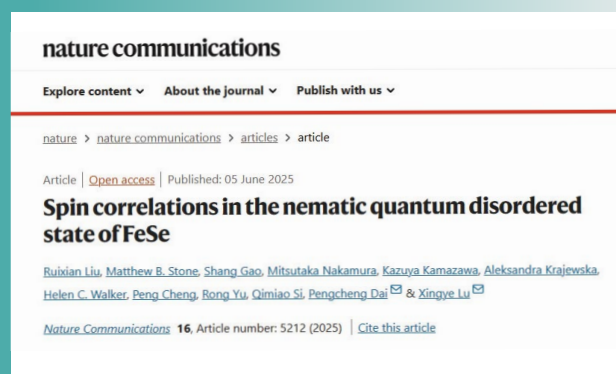 nature communications
Explore content About the journal Publish with us
nature > nature communications > articles > article
Article | Open access | Published: 05 June 2025
Spin correlations in the nematic quantum disordered
state of FeSe
Ruixian Liu, Matthew B. Stone, Shang Gao, Mitsutaka Nakamura, Kazuya Kamazawa, Aleksandra Krajewska,
Helen C. Walker, Peng Cheng, Rong Yu, Qimiao Si, Pengcheng Dai & Xingye Lu
Nature Communications 16, Article number: 5212 (2025) | Cite this article